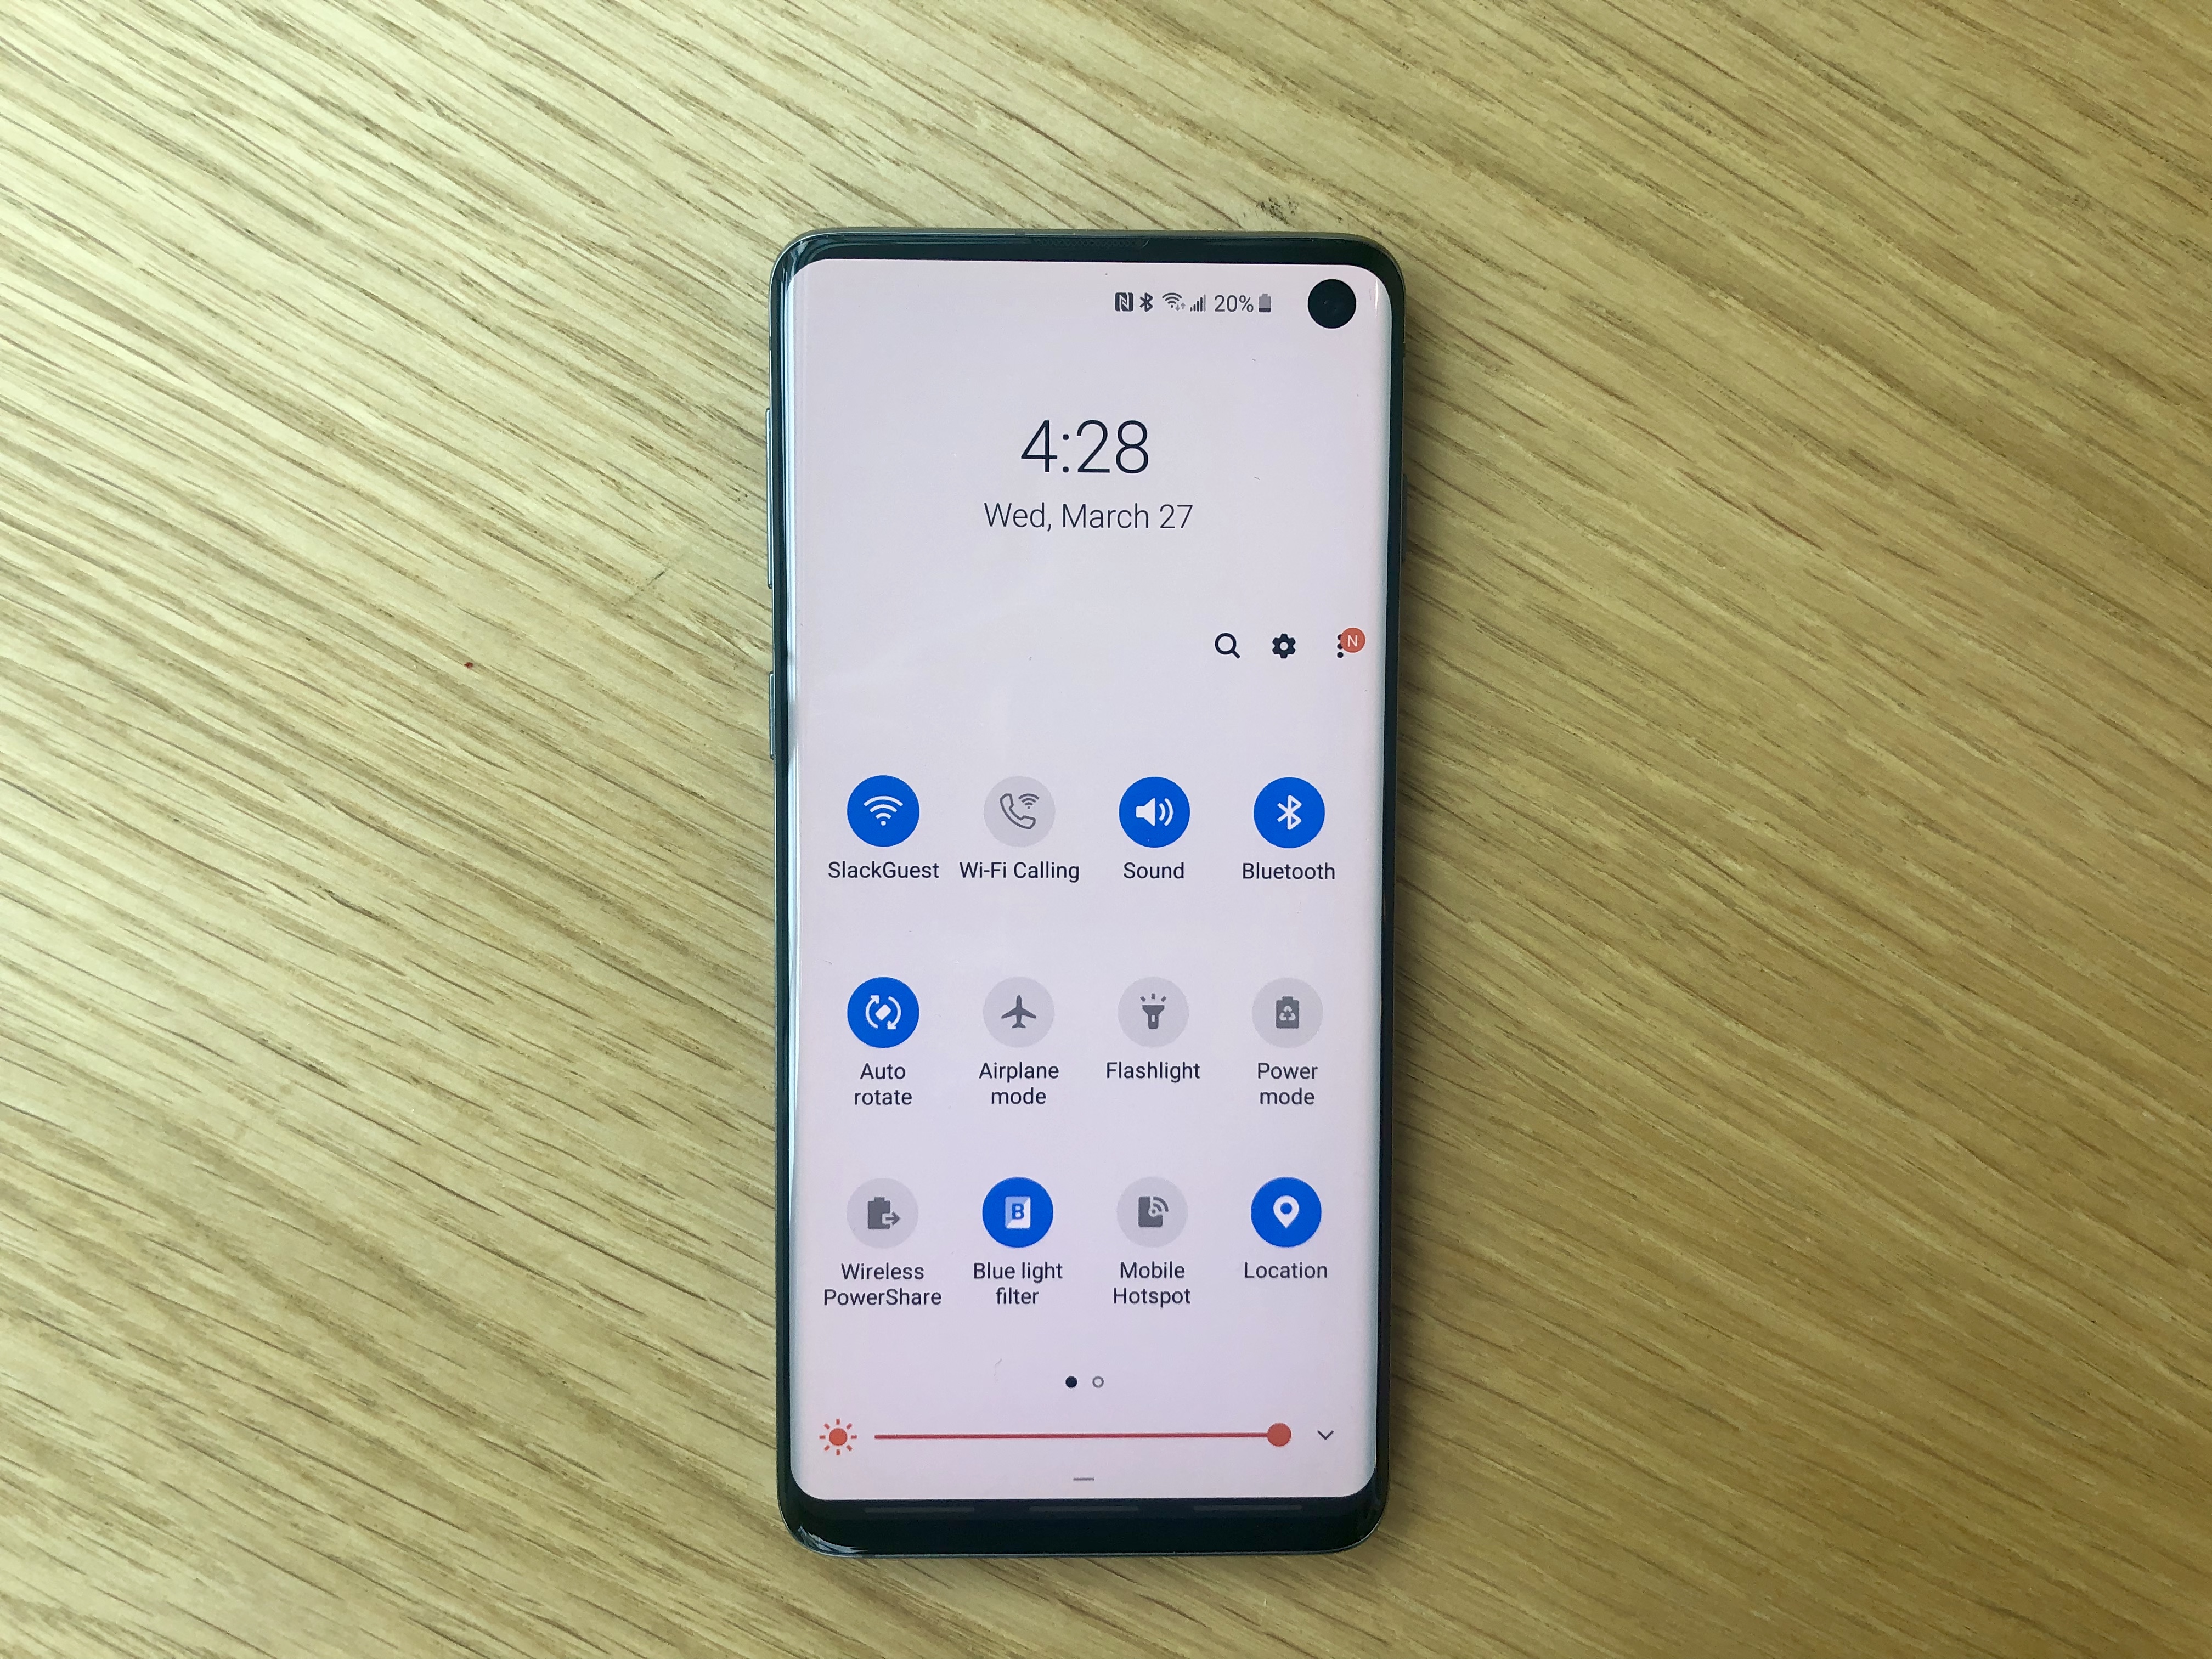 20%
4:28
Wed, March 27
N
SlackGuest Wi-Fi Calling Sound Bluetooth
Auto rotate
Airplane mode
Flashlight
Power mode
Wireless PowerShare
B
Blue light filter
Mobile Hotspot
Location